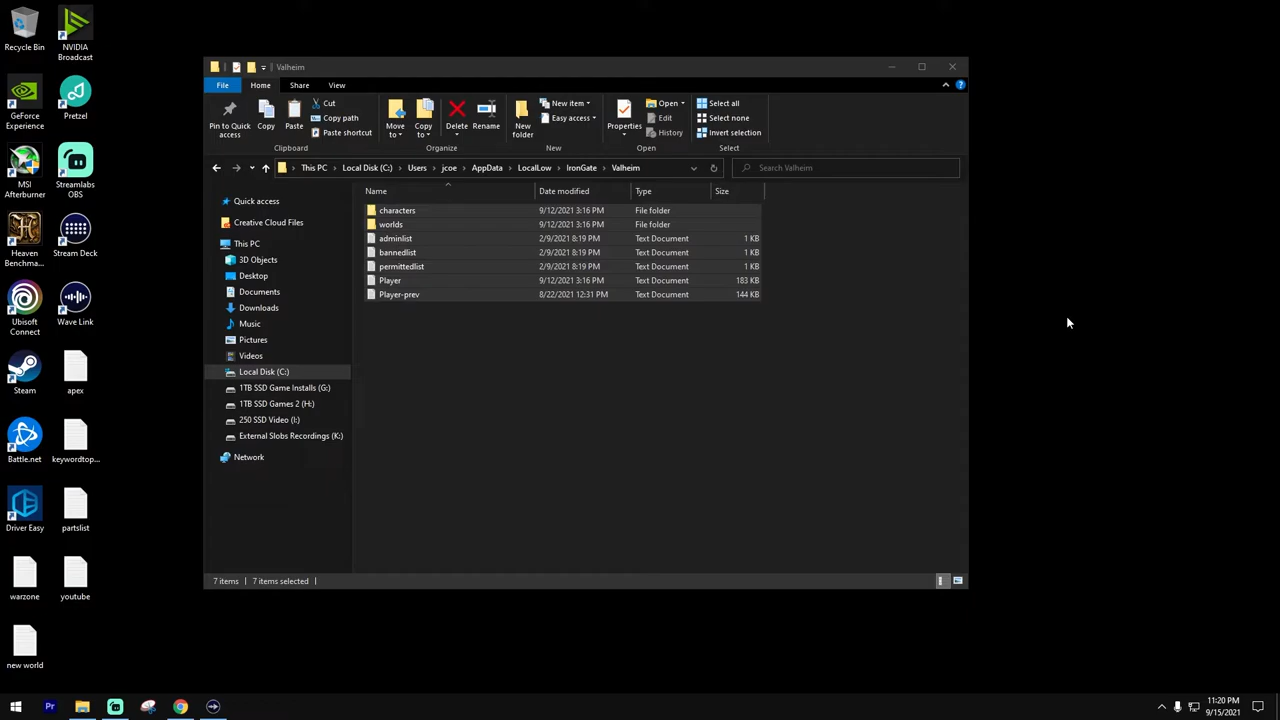 Recycle Bin
NVIDIA
Broadcast
GeForce
Experience
Pretzel
MSI
Afterburner
Streamlabs
OBS
Heaven
Benchmar...
Stream Deck
Ubisoft
Connect
Wave Link
Steam
apex
Battle.net
keywordtop...
Driver Easy
partslist
warzone
youtube
new world
Valheim
File Home Share View
Pin to Quick
access
Copy
Paste
Cut
Copy path
Paste shortcut
Clipboard
Move
to
Copy
to
Delete
Rename
Organize
New
folder
New item
Easy access
New
Properties
Open
Edit
History
Open
Select all
Select none
Invert selection
Select
This PC Local Disk (C:) Users jcoe AppData LocalLow IronGate Valheim
Search Valheim
Quick access
Creative Cloud Files
This PC
3D Objects
Desktop
Documents
Downloads
Music
Pictures
Videos
Local Disk (C:)
1TB SSD Game Installs (G:)
1TB SSD Games 2 (H:)
250 SSD Video (I:)
External Slobs Recordings (K:)
Network
Name Date modified Type Size
characters 9/12/2021 3:16 PM File folder
worlds 9/12/2021 3:16 PM File folder
adminlist 2/9/2021 8:19 PM Text Document 1 KB
bannedlist 2/9/2021 8:19 PM Text Document 1 KB
permittedlist 2/9/2021 8:19 PM Text Document 1 KB
Player 9/12/2021 3:16 PM Text Document 183 KB
Player-prev 8/22/2021 12:31 PM Text Document 144 KB
7 items 7 items selected
Pr
11:20 PM
9/15/2021